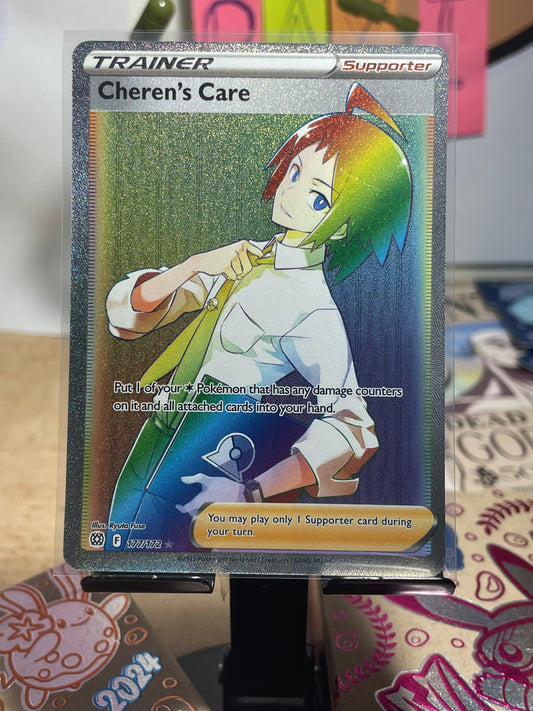 TRAINER
Supporter
Cheren's Care
Put 1 of your Pokémon that has any damage counters
on it and all attached cards into your hand.
Illus. Ryuta Fuse
F 177/172
You may play only 1 Supporter card during
your turn.
DEAD
GO
2024